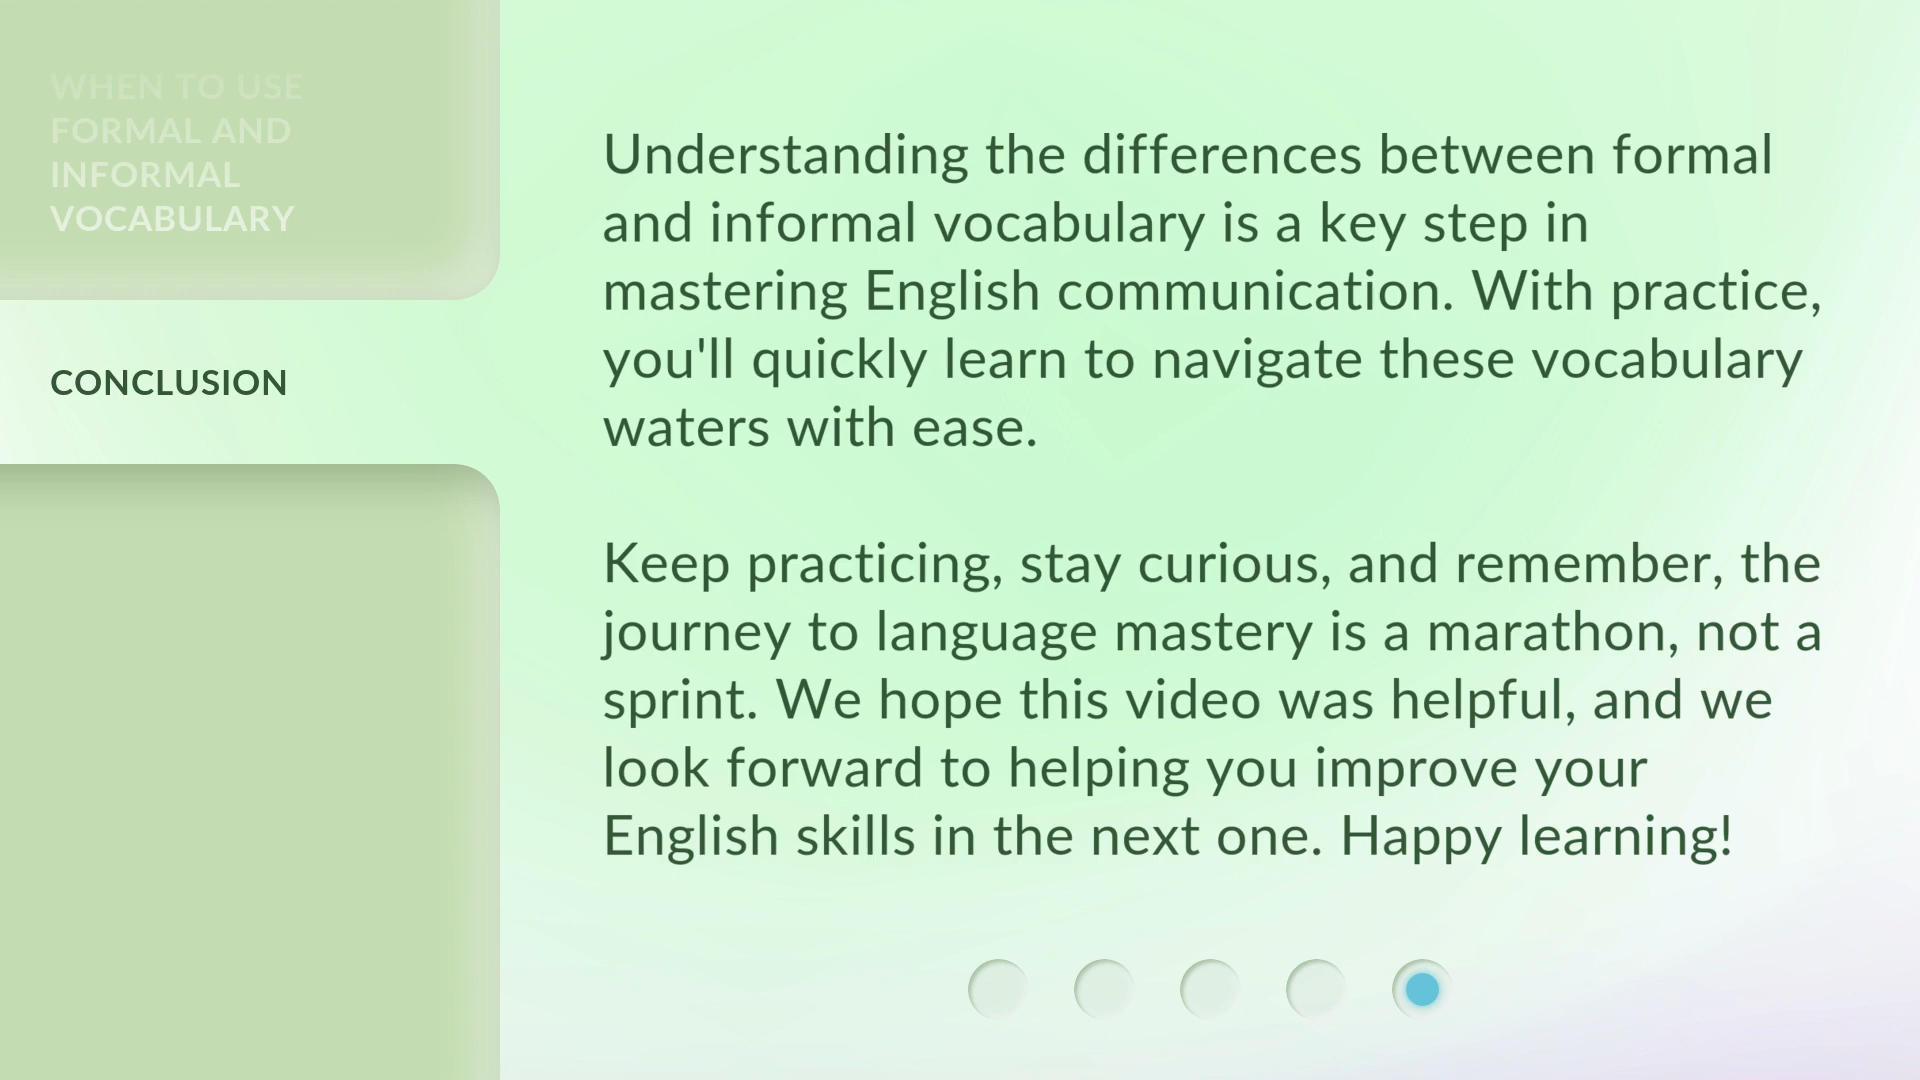 WHEN TO USE
FORMAL AND
INFORMAL
VOCABULARY
CONCLUSION
Understanding the differences between formal
and informal vocabulary is a key step in
mastering English communication. With practice,
you'll quickly learn to navigate these vocabulary
waters with ease.
Keep practicing, stay curious, and remember, the
journey to language mastery is a marathon, not a
sprint. We hope this video was helpful, and we
look forward to helping you improve your
English skills in the next one. Happy learning!